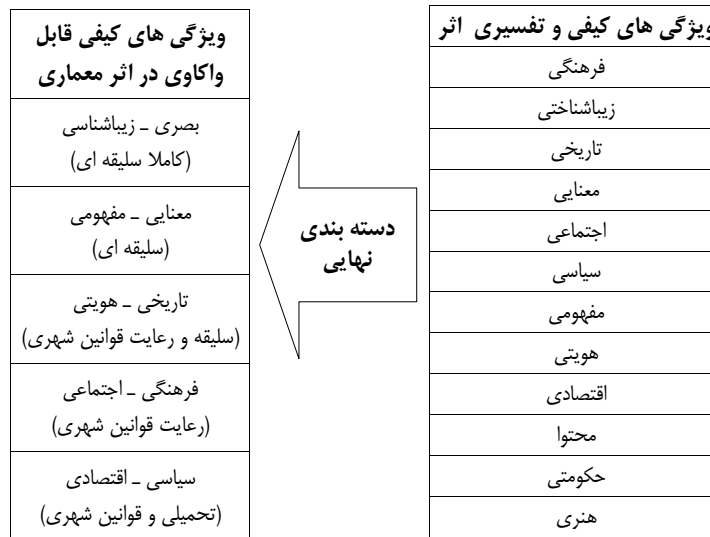 ویژگی های کیفی و تفسیری اثر
فرهنگی
زیباشناختی
تاریخی
معنایی
اجتماعی
سیاسی
مفهومی
هویتی
اقتصادی
محتوا
حکومتی
هنری
دسته بندی
نهایی
ویژگی های کیفی قابل
واکاوی در اثر معماری
بصری ـ زیباشناسی
(کاملا سلیقه ای)
معنایی ـ مفهومی
(سلیقه ای)
تاریخی ـ هویتی
(سلیقه و رعایت قوانین شهری)
فرهنگی ـ اجتماعی
(رعایت قوانین شهری)
سیاسی ـ اقتصادی
(تحمیلی و قوانین شهری)